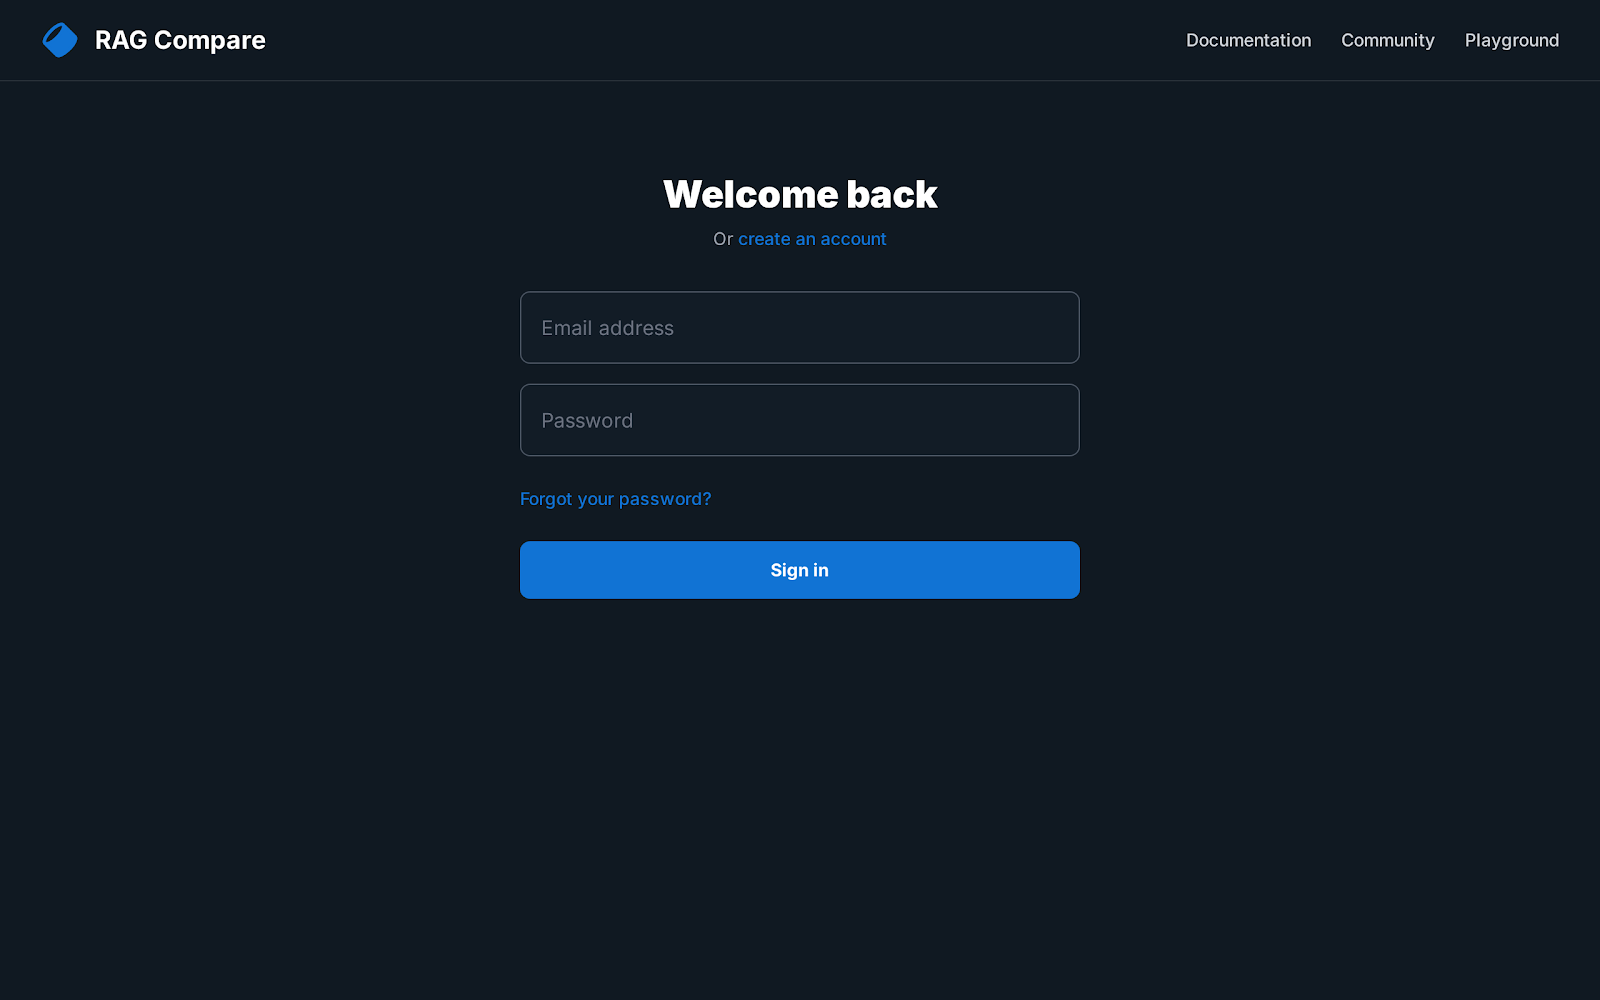 RAG Compare
Documentation Community Playground
Welcome back
Or create an account
Email address
Password
Forgot your password?
Sign in